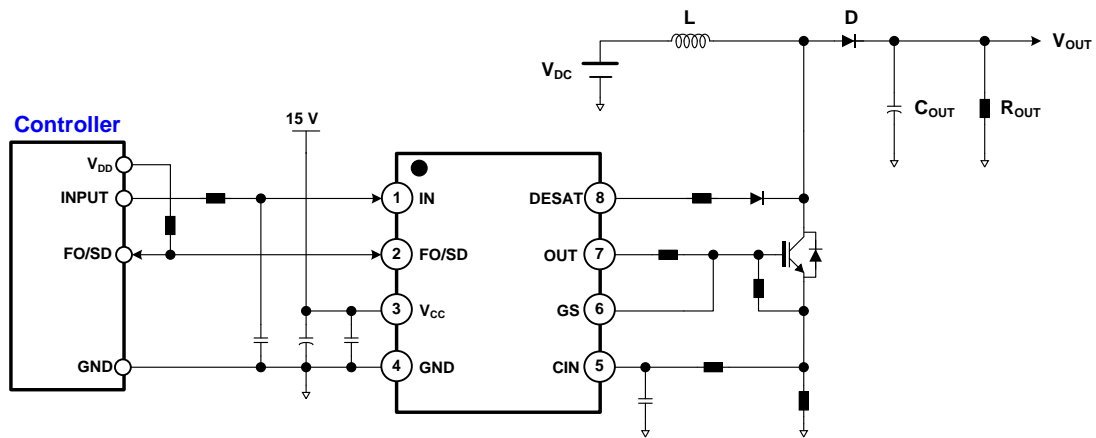 L
D
V_DC
V_OUT
C_OUT
R_OUT
Controller
15 V
V_DD
INPUT
FO/SD
GND
1 IN
2 FO/SD
3 V_CC
4 GND
DESAT 8
OUT 7
GS 6
CIN 5